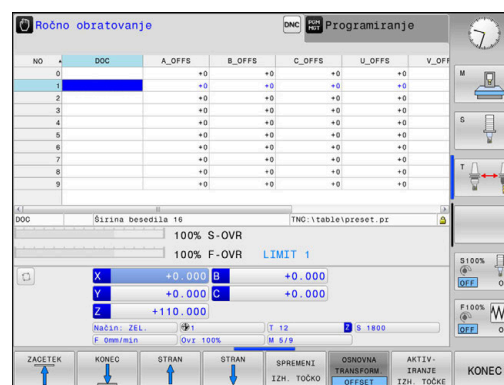 Ročno obratovanje DNC PGM MGT Programiranje
NO DOC A_OFFS B_OFFS C_OFFS U_OFFS V_OFF
0 +0 +0 +0 +0
1 +0 +0 +0 +0
2 +0 +0 +0 +0
3 +0 +0 +0 +0
4 +0 +0 +0 +0
5 +0 +0 +0 +0
6 +0 +0 +0 +0
7 +0 +0 +0 +0
8 +0 +0 +0 +0
9 +0 +0 +0 +0
M
S
T
DOC Širina besedila 16 TNC:\table\preset.pr
100% S-OVR
100% F-OVR LIMIT 1
S100%
OFF
X +0.000 B +0.000
Y +0.000 C +0.000
Z +110.000
F100%
OFF
Način: ŽEL. 1 T 12 Z S 1800
F 0mm/min Ovr 100% M 5/9
ZAČETEK
KONEC
STRAN
STRAN
SPREMENI IZH. TOČKO
OSNOVNA TRANSFORM. OFFSET
AKTIV- IRANJE IZH. TOČKE
KONEC